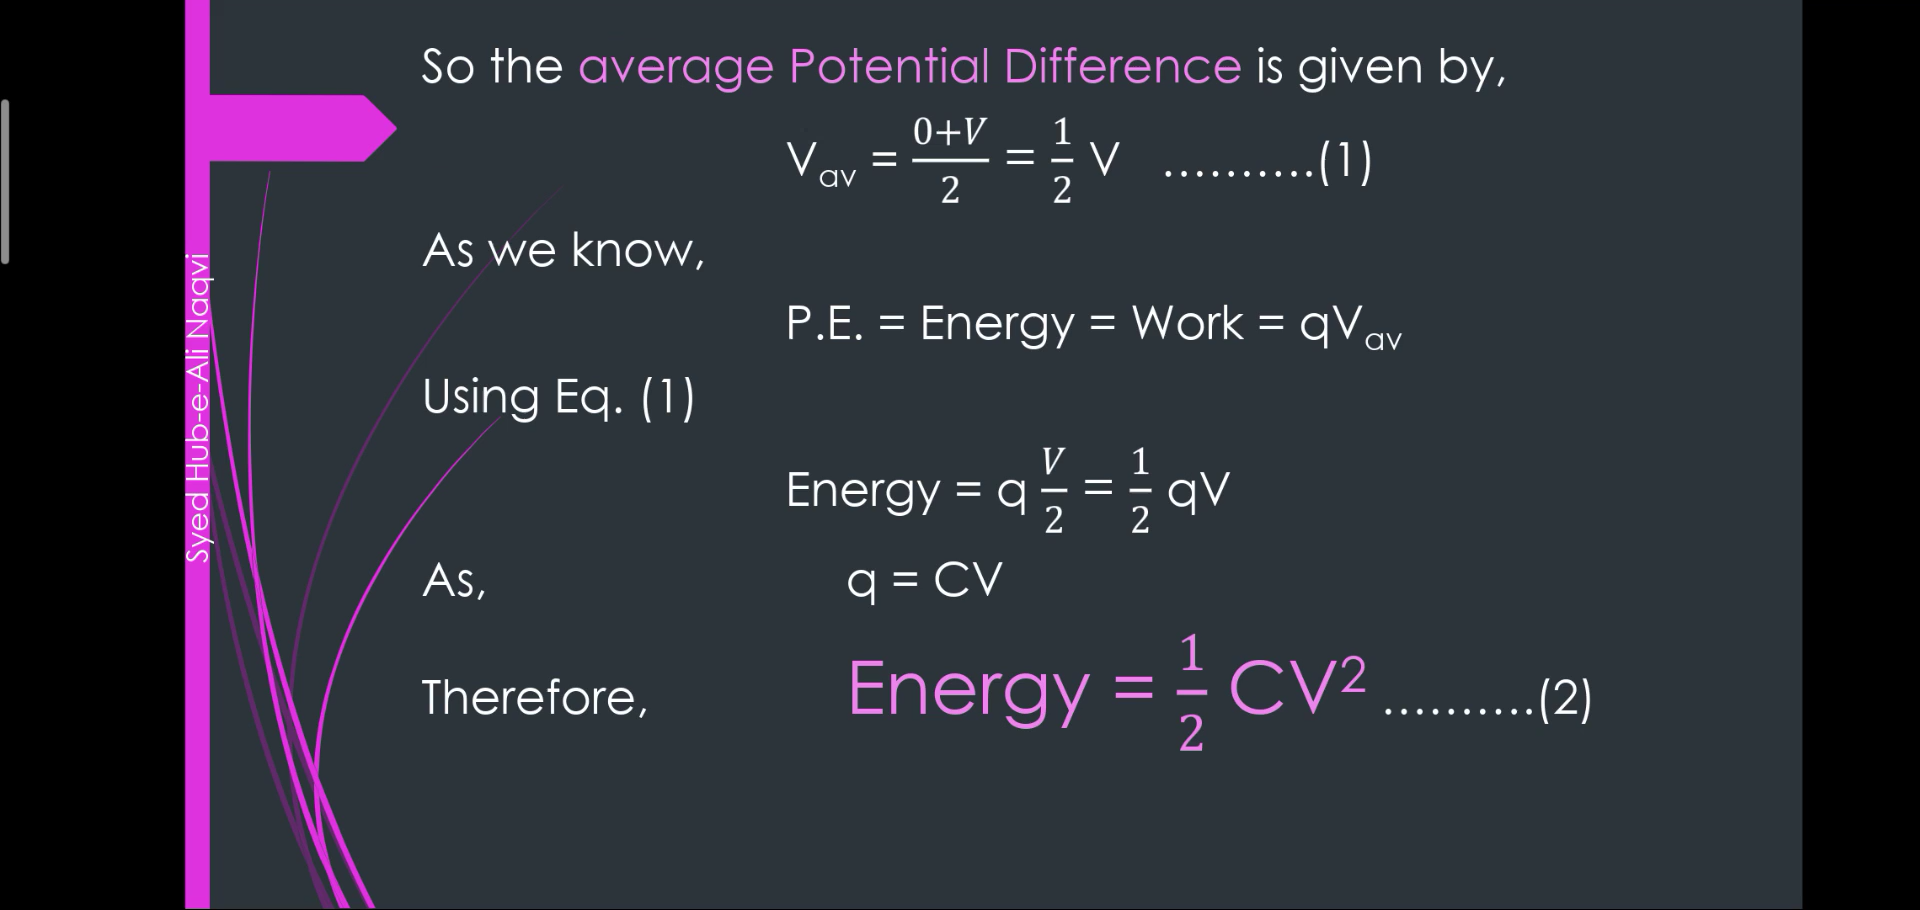 So the average Potential Difference is given by,
V_av = (0+V)/2 = 1/2 V ..........(1)
As we know,
P.E. = Energy = Work = qV_av
Using Eq. (1)
Energy = q V/2 = 1/2 qV
As, q = CV
Therefore, Energy = 1/2 CV² ..........(2)
Syed Hub-e-Ali Naqvi